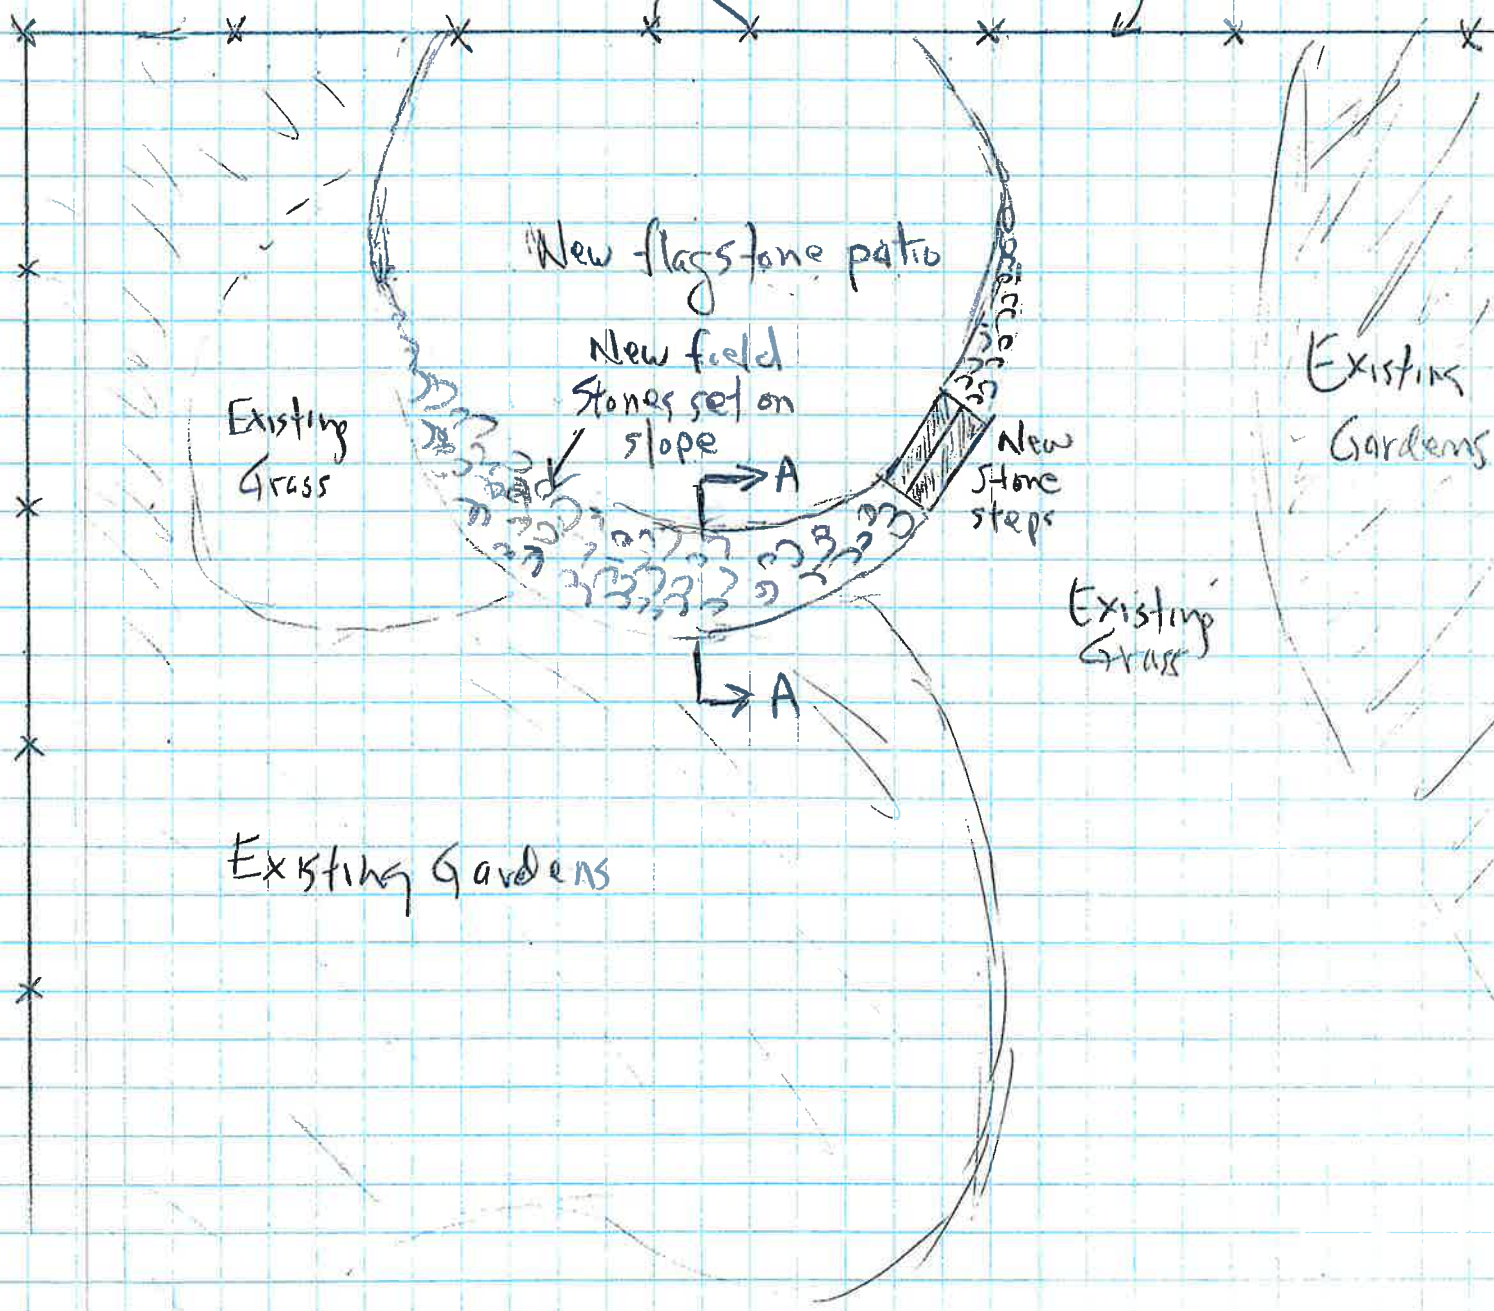 New flagstone patio
New field
Stones set on
slope
A
New
Stone
steps
Existing
Grass
Existing
Gardens
A
Existing
Grass
Existing Gardens